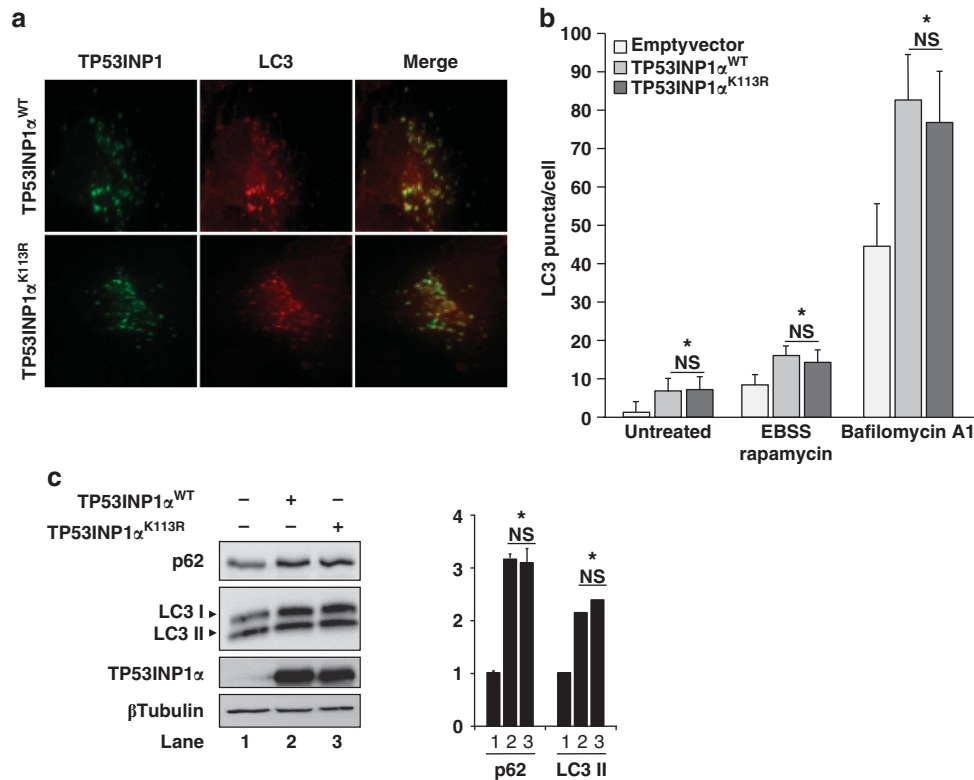 a
TP53INP1 LC3 Merge
TP53INP1α^WT
TP53INP1α^K113R
b
LC3 puncta/cell
100
90
80
70
60
50
40
30
20
10
0
Emptyvector
TP53INP1α^WT
TP53INP1α^K113R
*
NS
*
NS
*
NS
Untreated EBSS rapamycin Bafilomycin A1
c
TP53INP1α^WT – + –
TP53INP1α^K113R – – +
p62
LC3 I
LC3 II
TP53INP1α
βTubulin
Lane 1 2 3
4
3
2
1
0
*
NS
*
NS
1 2 3 1 2 3
p62 LC3 II